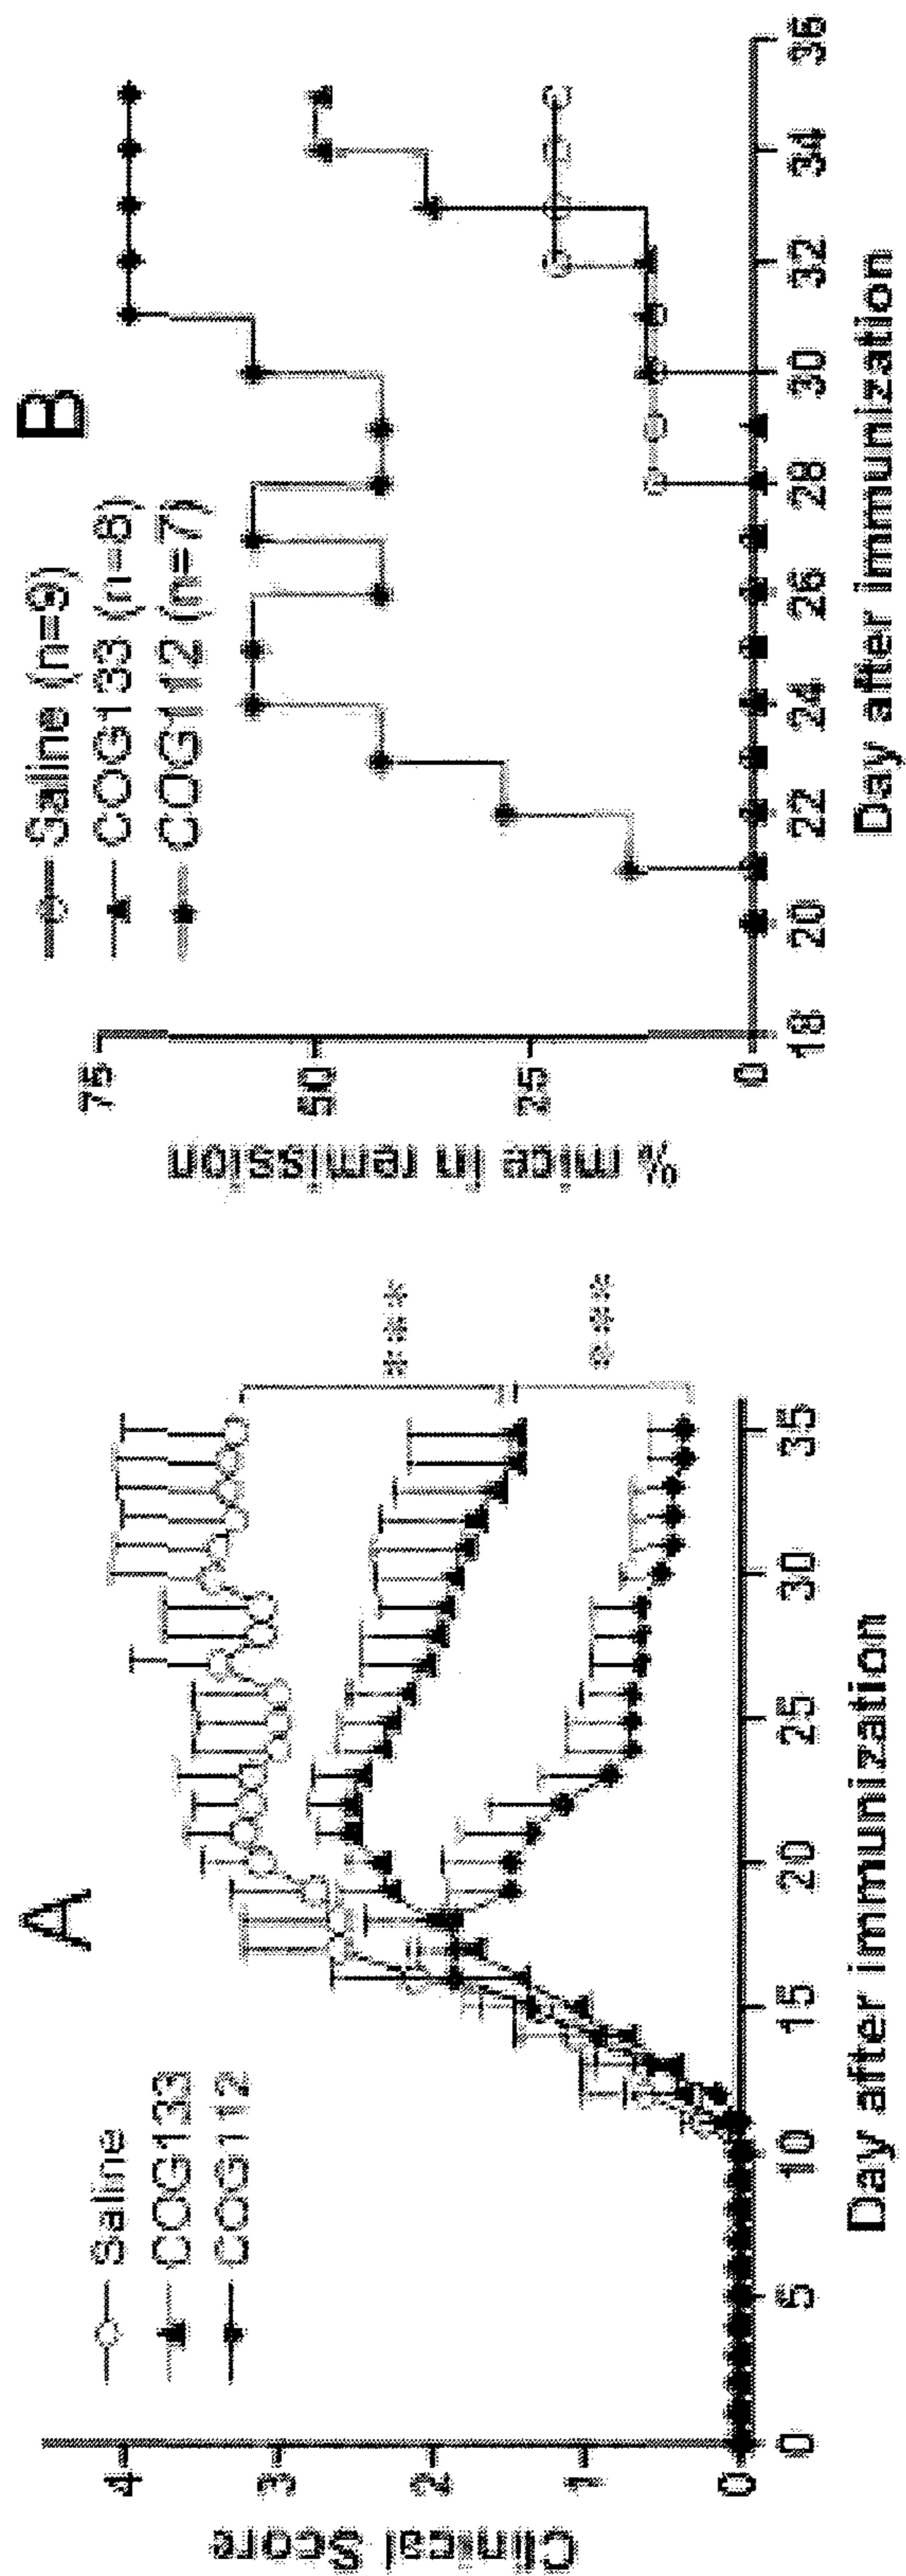 A
Saline
COG133
COG112
Clinical Score
4
3
2
1
0
***
***
0 5 10 15 20 25 30 35
Day after immunization
B
Saline (n=9)
COG133 (n=8)
COG112 (n=7)
% mice in remission
75
50
25
0
18 20 22 24 26 28 30 32 34 36
Day after immunization